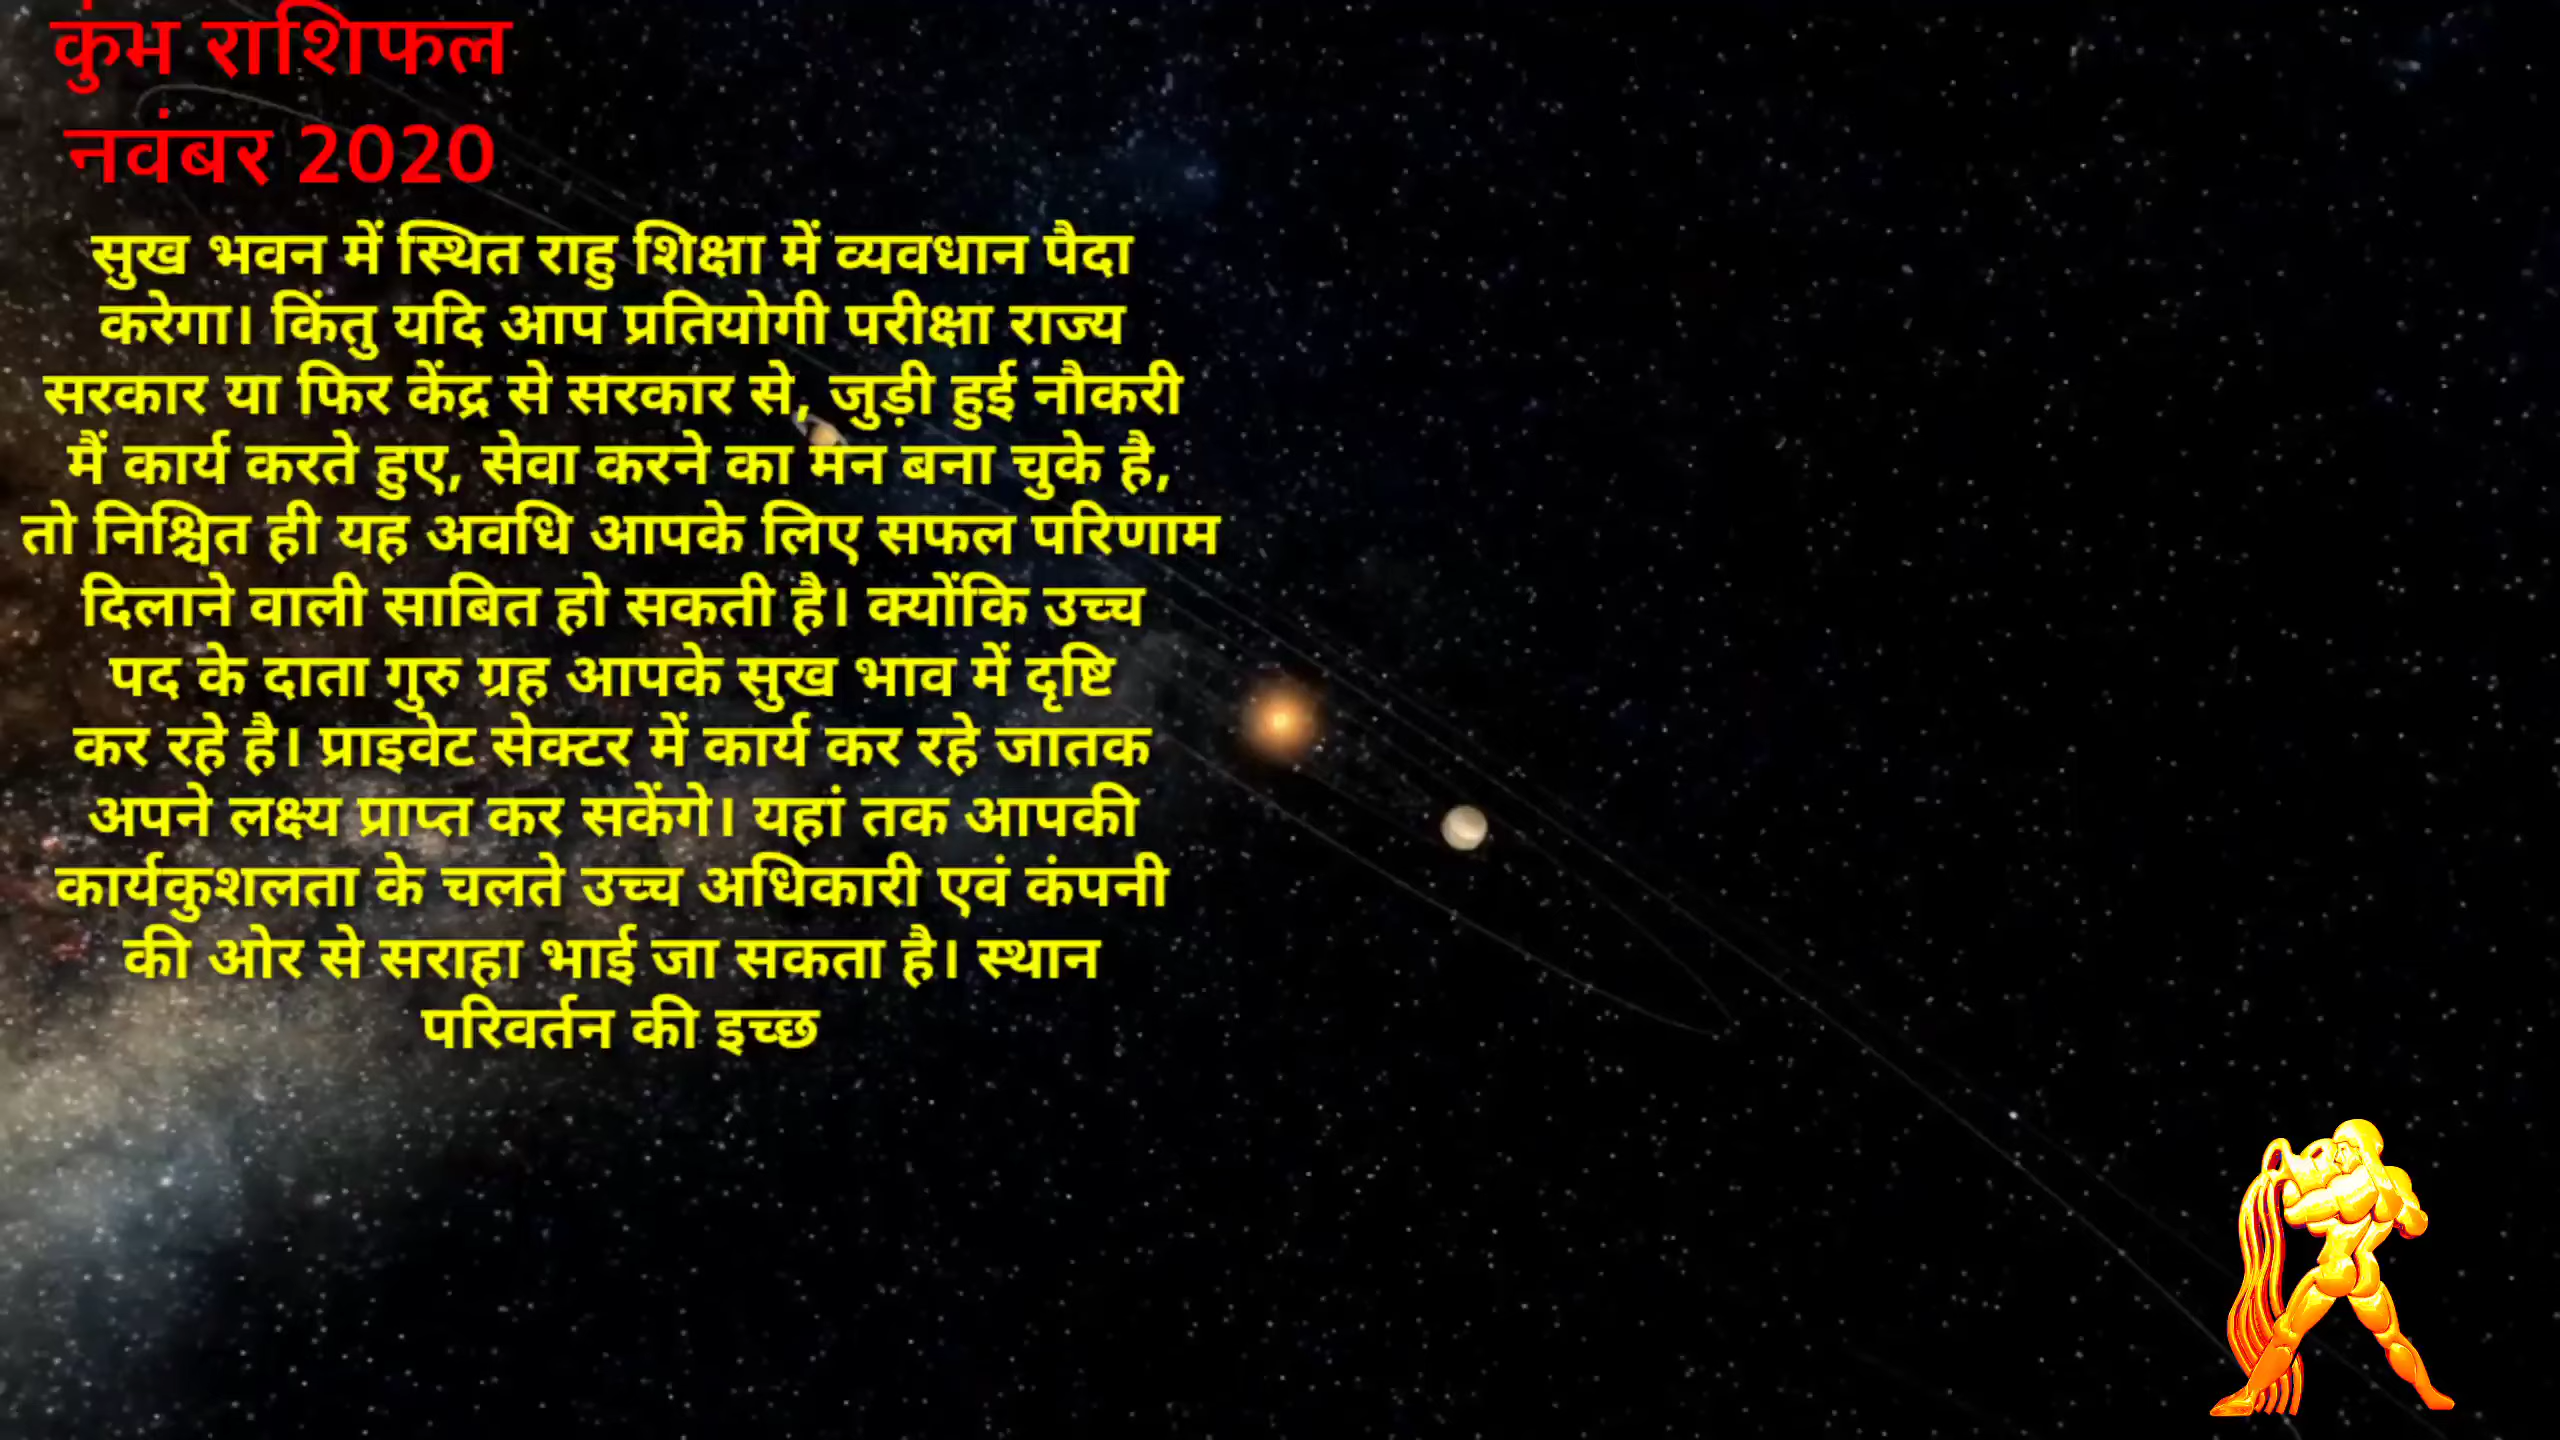 कुंभ राशिफल
नवंबर 2020
सुख भवन में स्थित राहु शिक्षा में व्यवधान पैदा
करेगा। किंतु यदि आप प्रतियोगी परीक्षा राज्य
सरकार या फिर केंद्र से सरकार से, जुड़ी हुई नौकरी
मैं कार्य करते हुए, सेवा करने का मन बना चुके है,
तो निश्चित ही यह अवधि आपके लिए सफल परिणाम
दिलाने वाली साबित हो सकती है। क्योंकि उच्च
पद के दाता गुरु ग्रह आपके सुख भाव में दृष्टि
कर रहे है। प्राइवेट सेक्टर में कार्य कर रहे जातक
अपने लक्ष्य प्राप्त कर सकेंगे। यहां तक आपकी
कार्यकुशलता के चलते उच्च अधिकारी एवं कंपनी
की ओर से सराहा भाई जा सकता है। स्थान
परिवर्तन की इच्छ